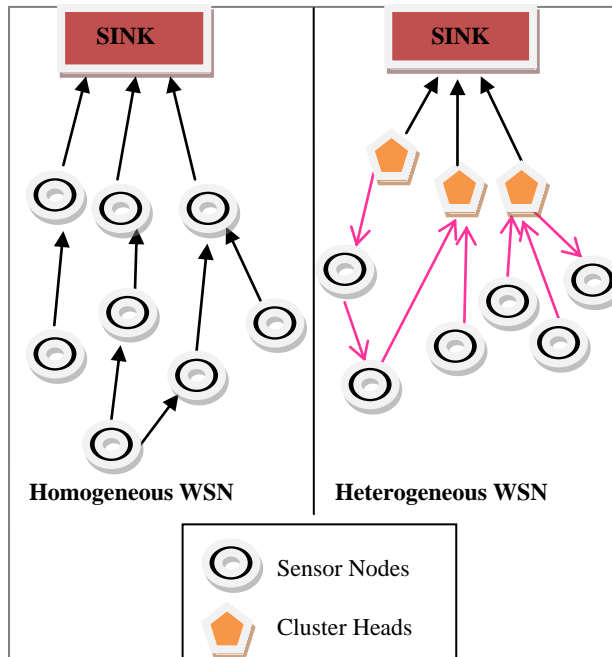 SINK
SINK
Homogeneous WSN
Heterogeneous WSN
Sensor Nodes
Cluster Heads